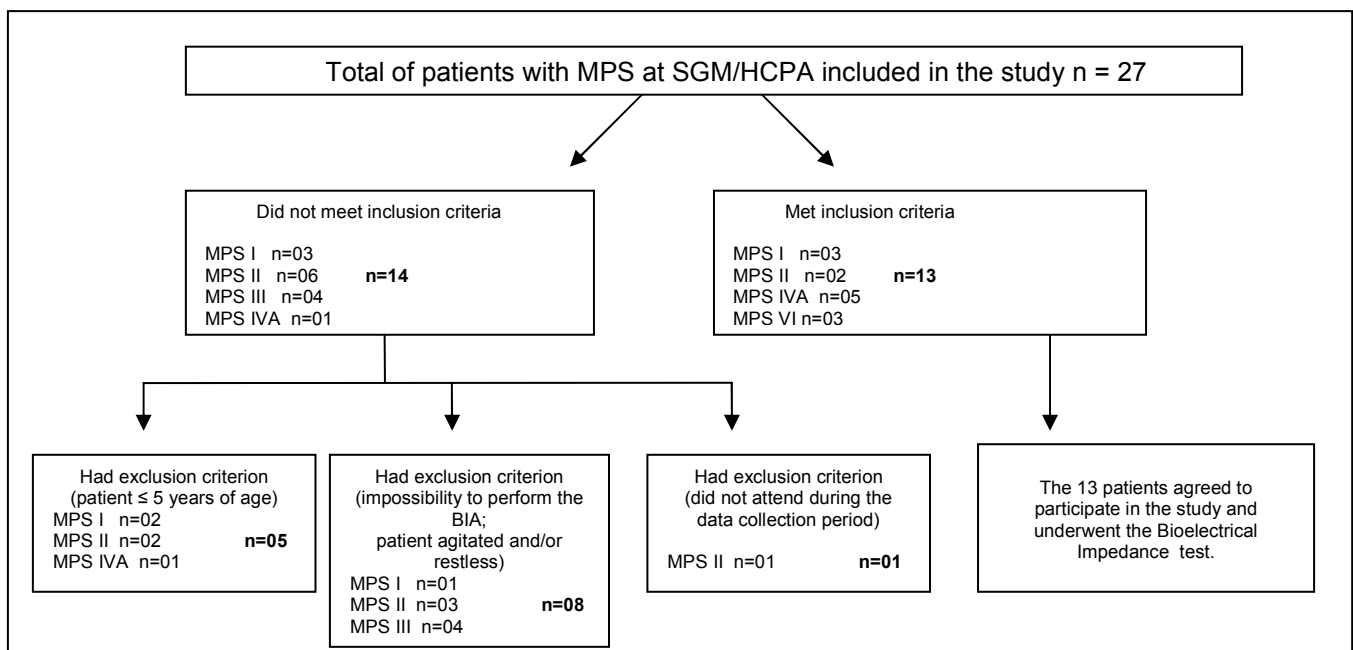 Total of patients with MPS at SGM/HCPA included in the study n = 27
Did not meet inclusion criteria
MPS I n=03
MPS II n=06 n=14
MPS III n=04
MPS IVA n=01
Met inclusion criteria
MPS I n=03
MPS II n=02 n=13
MPS IVA n=05
MPS VI n=03
Had exclusion criterion
(patient ≤ 5 years of age)
MPS I n=02
MPS II n=02 n=05
MPS IVA n=01
Had exclusion criterion
(impossibility to perform the
BIA;
patient agitated and/or
restless)
MPS I n=01
MPS II n=03 n=08
MPS III n=04
Had exclusion criterion
(did not attend during the
data collection period)
MPS II n=01 n=01
The 13 patients agreed to
participate in the study and
underwent the Bioelectrical
Impedance test.